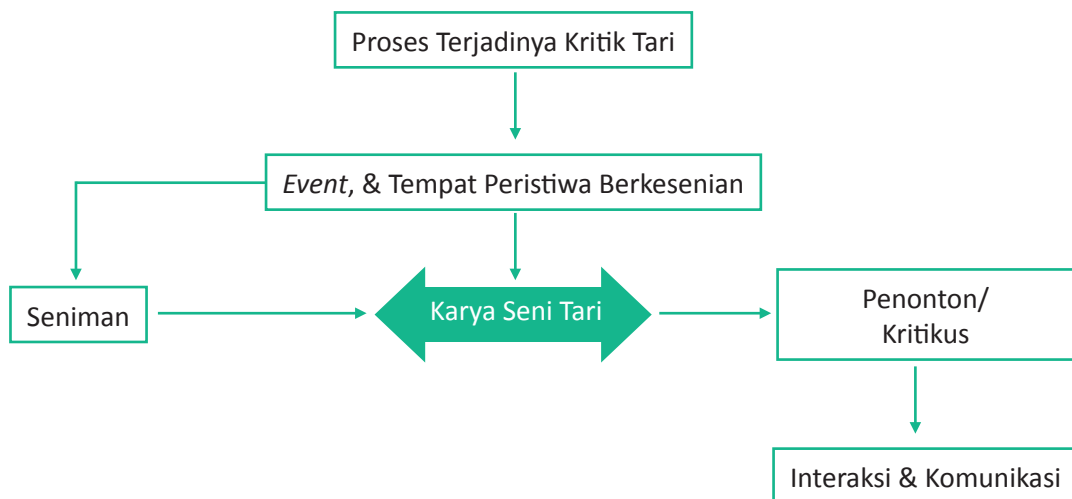 Proses Terjadinya Kritik Tari
Event, & Tempat Peristiwa Berkesenian
Seniman
Karya Seni Tari
Penonton/
Kritikus
Interaksi & Komunikasi